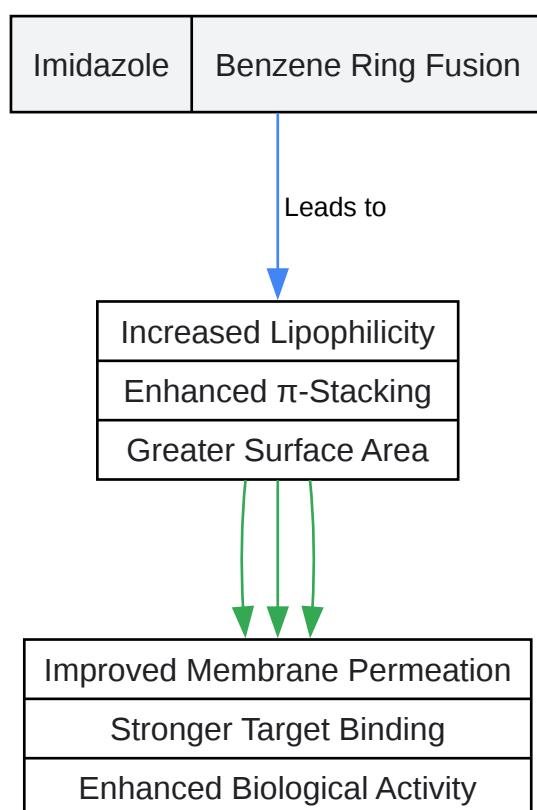 Imidazole
Benzene Ring Fusion
Leads to
Increased Lipophilicity
Enhanced π-Stacking
Greater Surface Area
Improved Membrane Permeation
Stronger Target Binding
Enhanced Biological Activity